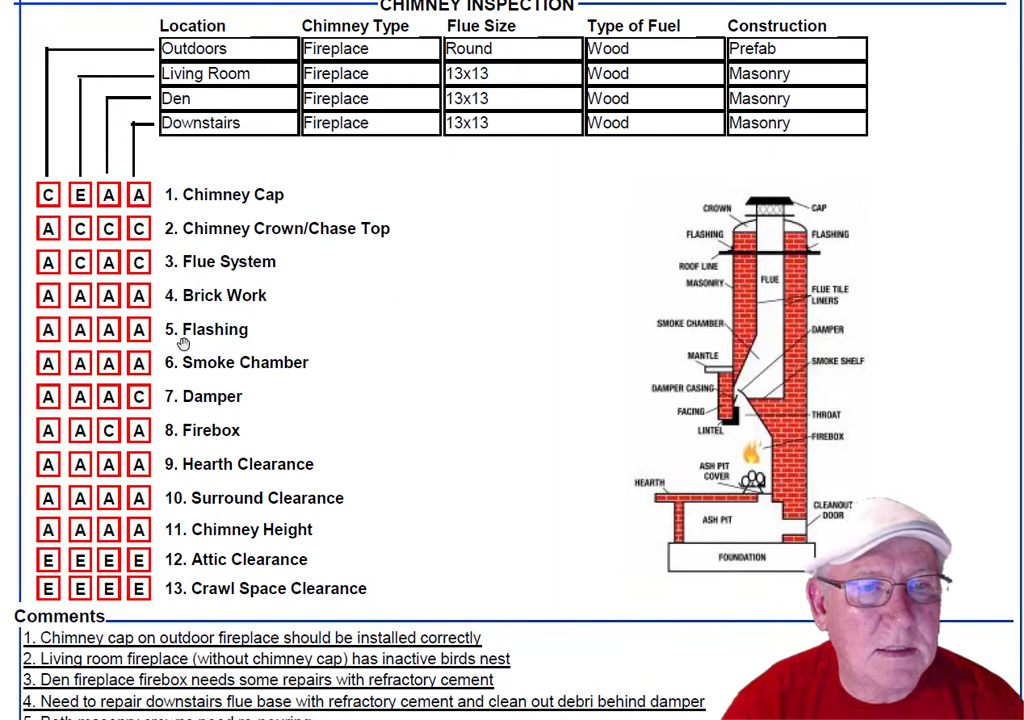 CHIMNEY INSPECTION
Location Chimney Type Flue Size Type of Fuel Construction
Outdoors Fireplace Round Wood Prefab
Living Room Fireplace 13x13 Wood Masonry
Den Fireplace 13x13 Wood Masonry
Downstairs Fireplace 13x13 Wood Masonry
C E A A 1. Chimney Cap
A C C C 2. Chimney Crown/Chase Top
A C A C 3. Flue System
A A A A 4. Brick Work
A A A A 5. Flashing
A A A A 6. Smoke Chamber
A A A C 7. Damper
A A C A 8. Firebox
A A A A 9. Hearth Clearance
A A A A 10. Surround Clearance
A A A A 11. Chimney Height
E E E E 12. Attic Clearance
E E E E 13. Crawl Space Clearance
CROWN
CAP
FLASHING
FLASHING
ROOF LINE
MASONRY
FLUE
FLUE TILE
LINERS
SMOKE CHAMBER
DAMPER
MANTLE
SMOKE SHELF
DAMPER CASING
FACING
THROAT
LINTEL
FIREBOX
ASH PIT
COVER
HEARTH
CLEANOUT
DOOR
ASH PIT
FOUNDATION
Comments
1. Chimney cap on outdoor fireplace should be installed correctly
2. Living room fireplace (without chimney cap) has inactive birds nest
3. Den fireplace firebox needs some repairs with refractory cement
4. Need to repair downstairs flue base with refractory cement and clean out debri behind damper
5. Both masonry crowns need re-pouring